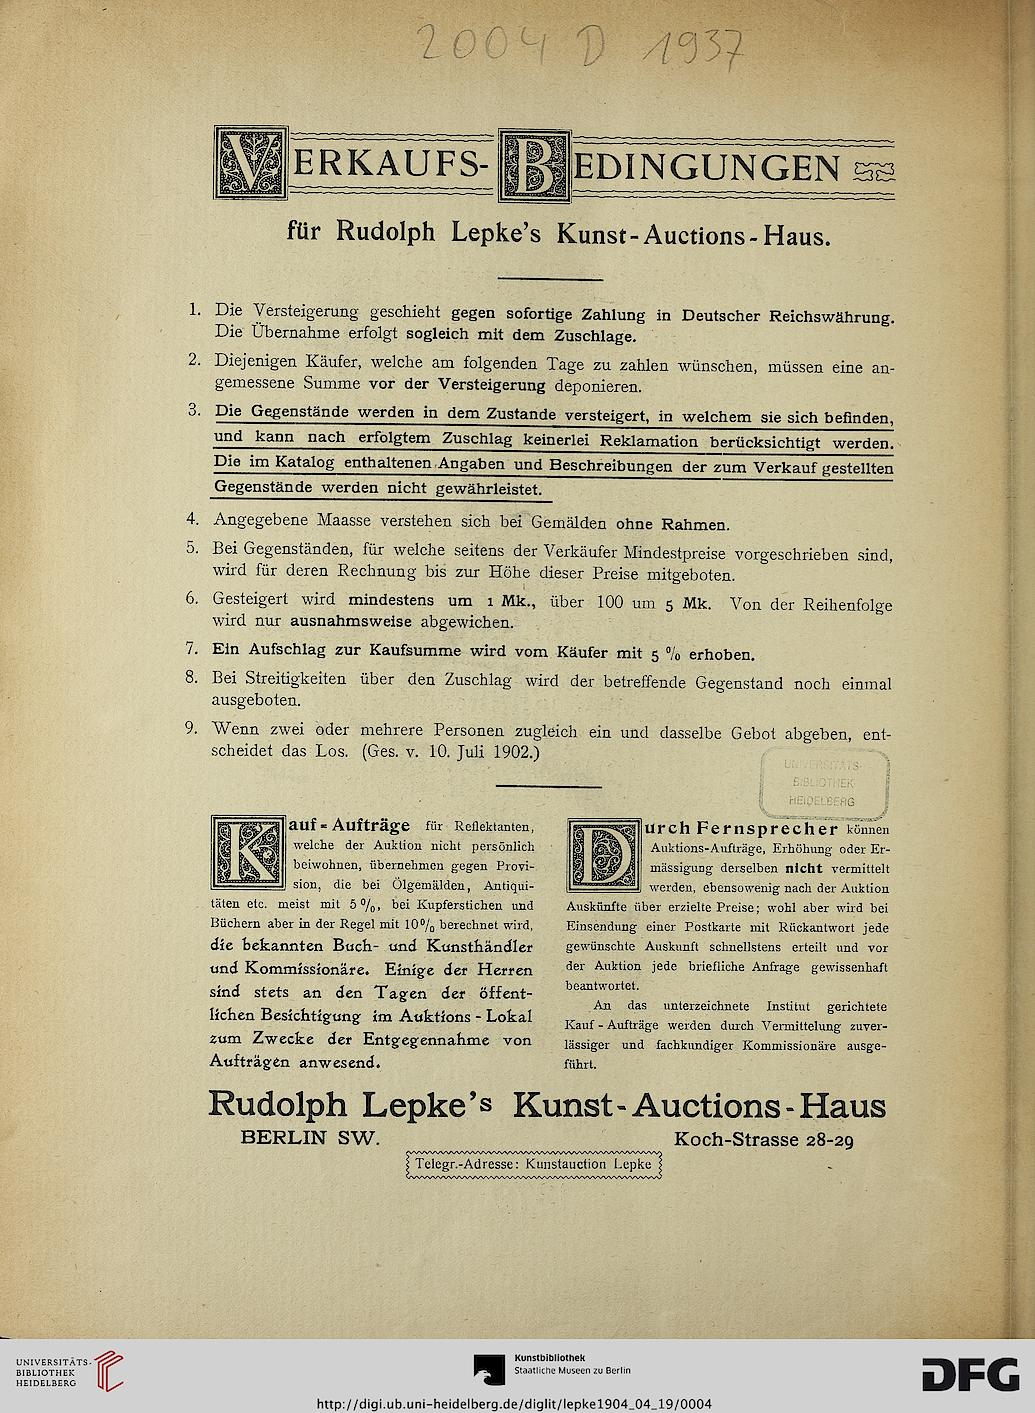 2004 D 1937
VERKAUFS-BEDINGUNGEN
für Rudolph Lepke's Kunst-Auctions-Haus.
1. Die Versteigerung geschieht gegen sofortige Zahlung in Deutscher Reichswährung.
Die Übernahme erfolgt sogleich mit dem Zuschlage.
2. Diejenigen Käufer, welche am folgenden Tage zu zahlen wünschen, müssen eine an-
gemessene Summe vor der Versteigerung deponieren.
3. Die Gegenstände werden in dem Zustande versteigert, in welchem sie sich befinden,
und kann nach erfolgtem Zuschlag keinerlei Reklamation berücksichtigt werden.
Die im Katalog enthaltenen Angaben und Beschreibungen der zum Verkauf gestellten
Gegenstände werden nicht gewährleistet.
4. Angegebene Maasse verstehen sich bei Gemälden ohne Rahmen.
5. Bei Gegenständen, für welche seitens der Verkäufer Mindestpreise vorgeschrieben sind,
wird für deren Rechnung bis zur Höhe dieser Preise mitgeboten.
6. Gesteigert wird mindestens um 1 Mk., über 100 um 5 Mk. Von der Reihenfolge
wird nur ausnahmsweise abgewichen.
7. Ein Aufschlag zur Kaufsumme wird vom Käufer mit 5 % erhoben.
8. Bei Streitigkeiten über den Zuschlag wird der betreffende Gegenstand noch einmal
ausgeboten.
9. Wenn zwei oder mehrere Personen zugleich ein und dasselbe Gebot abgeben, ent-
scheidet das Los. (Ges. v. 10. Juli 1902.)
UNIVERSITÄTS-
BIBLIOTHEK
HEIDELBERG
Kauf-Aufträge für Reflektanten,
welche der Auktion nicht persönlich
beiwohnen, übernehmen gegen Provi-
sion, die bei Ölgemälden, Antiqui-
täten etc. meist mit 5%, bei Kupferstichen und
Büchern aber in der Regel mit 10% berechnet wird,
die bekannten Buch- und Kunsthändler
und Kommissionäre. Einige der Herren
sind stets an den Tagen der öffent-
lichen Besichtigung im Auktions-Lokal
zum Zwecke der Entgegennahme von
Aufträgen anwesend.
Durch Fernsprecher können
Auktions-Aufträge, Erhöhung oder Er-
mässigung derselben nicht vermittelt
werden, ebensowenig nach der Auktion
Auskünfte über erzielte Preise; wohl aber wird bei
Einsendung einer Postkarte mit Rückantwort jede
gewünschte Auskunft schnellstens erteilt und vor
der Auktion jede briefliche Anfrage gewissenhaft
beantwortet.
An das unterzeichnete Institut gerichtete
Kauf-Aufträge werden durch Vermittelung zuver-
lässiger und fachkundiger Kommissionäre ausge-
führt.
Rudolph Lepke's Kunst-Auctions-Haus
BERLIN SW. Koch-Strasse 28-29
Telegr.-Adresse: Kunstauction Lepke
UNIVERSITÄTS-
BIBLIOTHEK
HEIDELBERG
Kunstbibliothek
Staatliche Museen zu Berlin
DFG
http://digi.ub.uni-heidelberg.de/diglit/lepke1904_04_19/0004